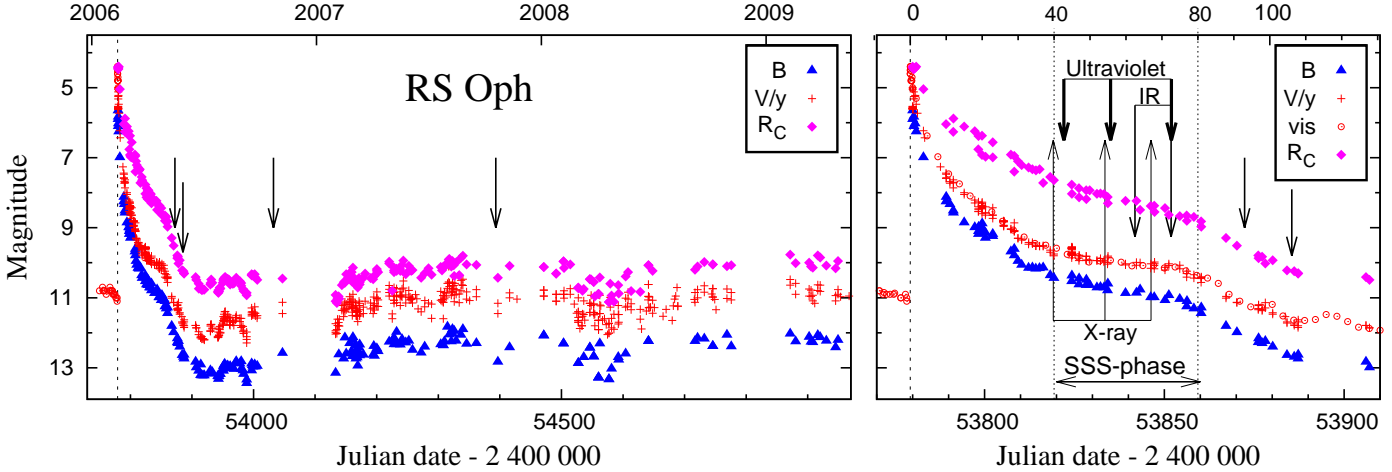 2006 2007 2008 2009
RS Oph
B
V/y
R_C
Magnitude
5
7
9
11
13
54000 54500
Julian date - 2 400 000
0 20 40 60 80 100
Ultraviolet
IR
B
V/y
vis
R_C
X-ray
SSS-phase
53800 53850 53900
Julian date - 2 400 000